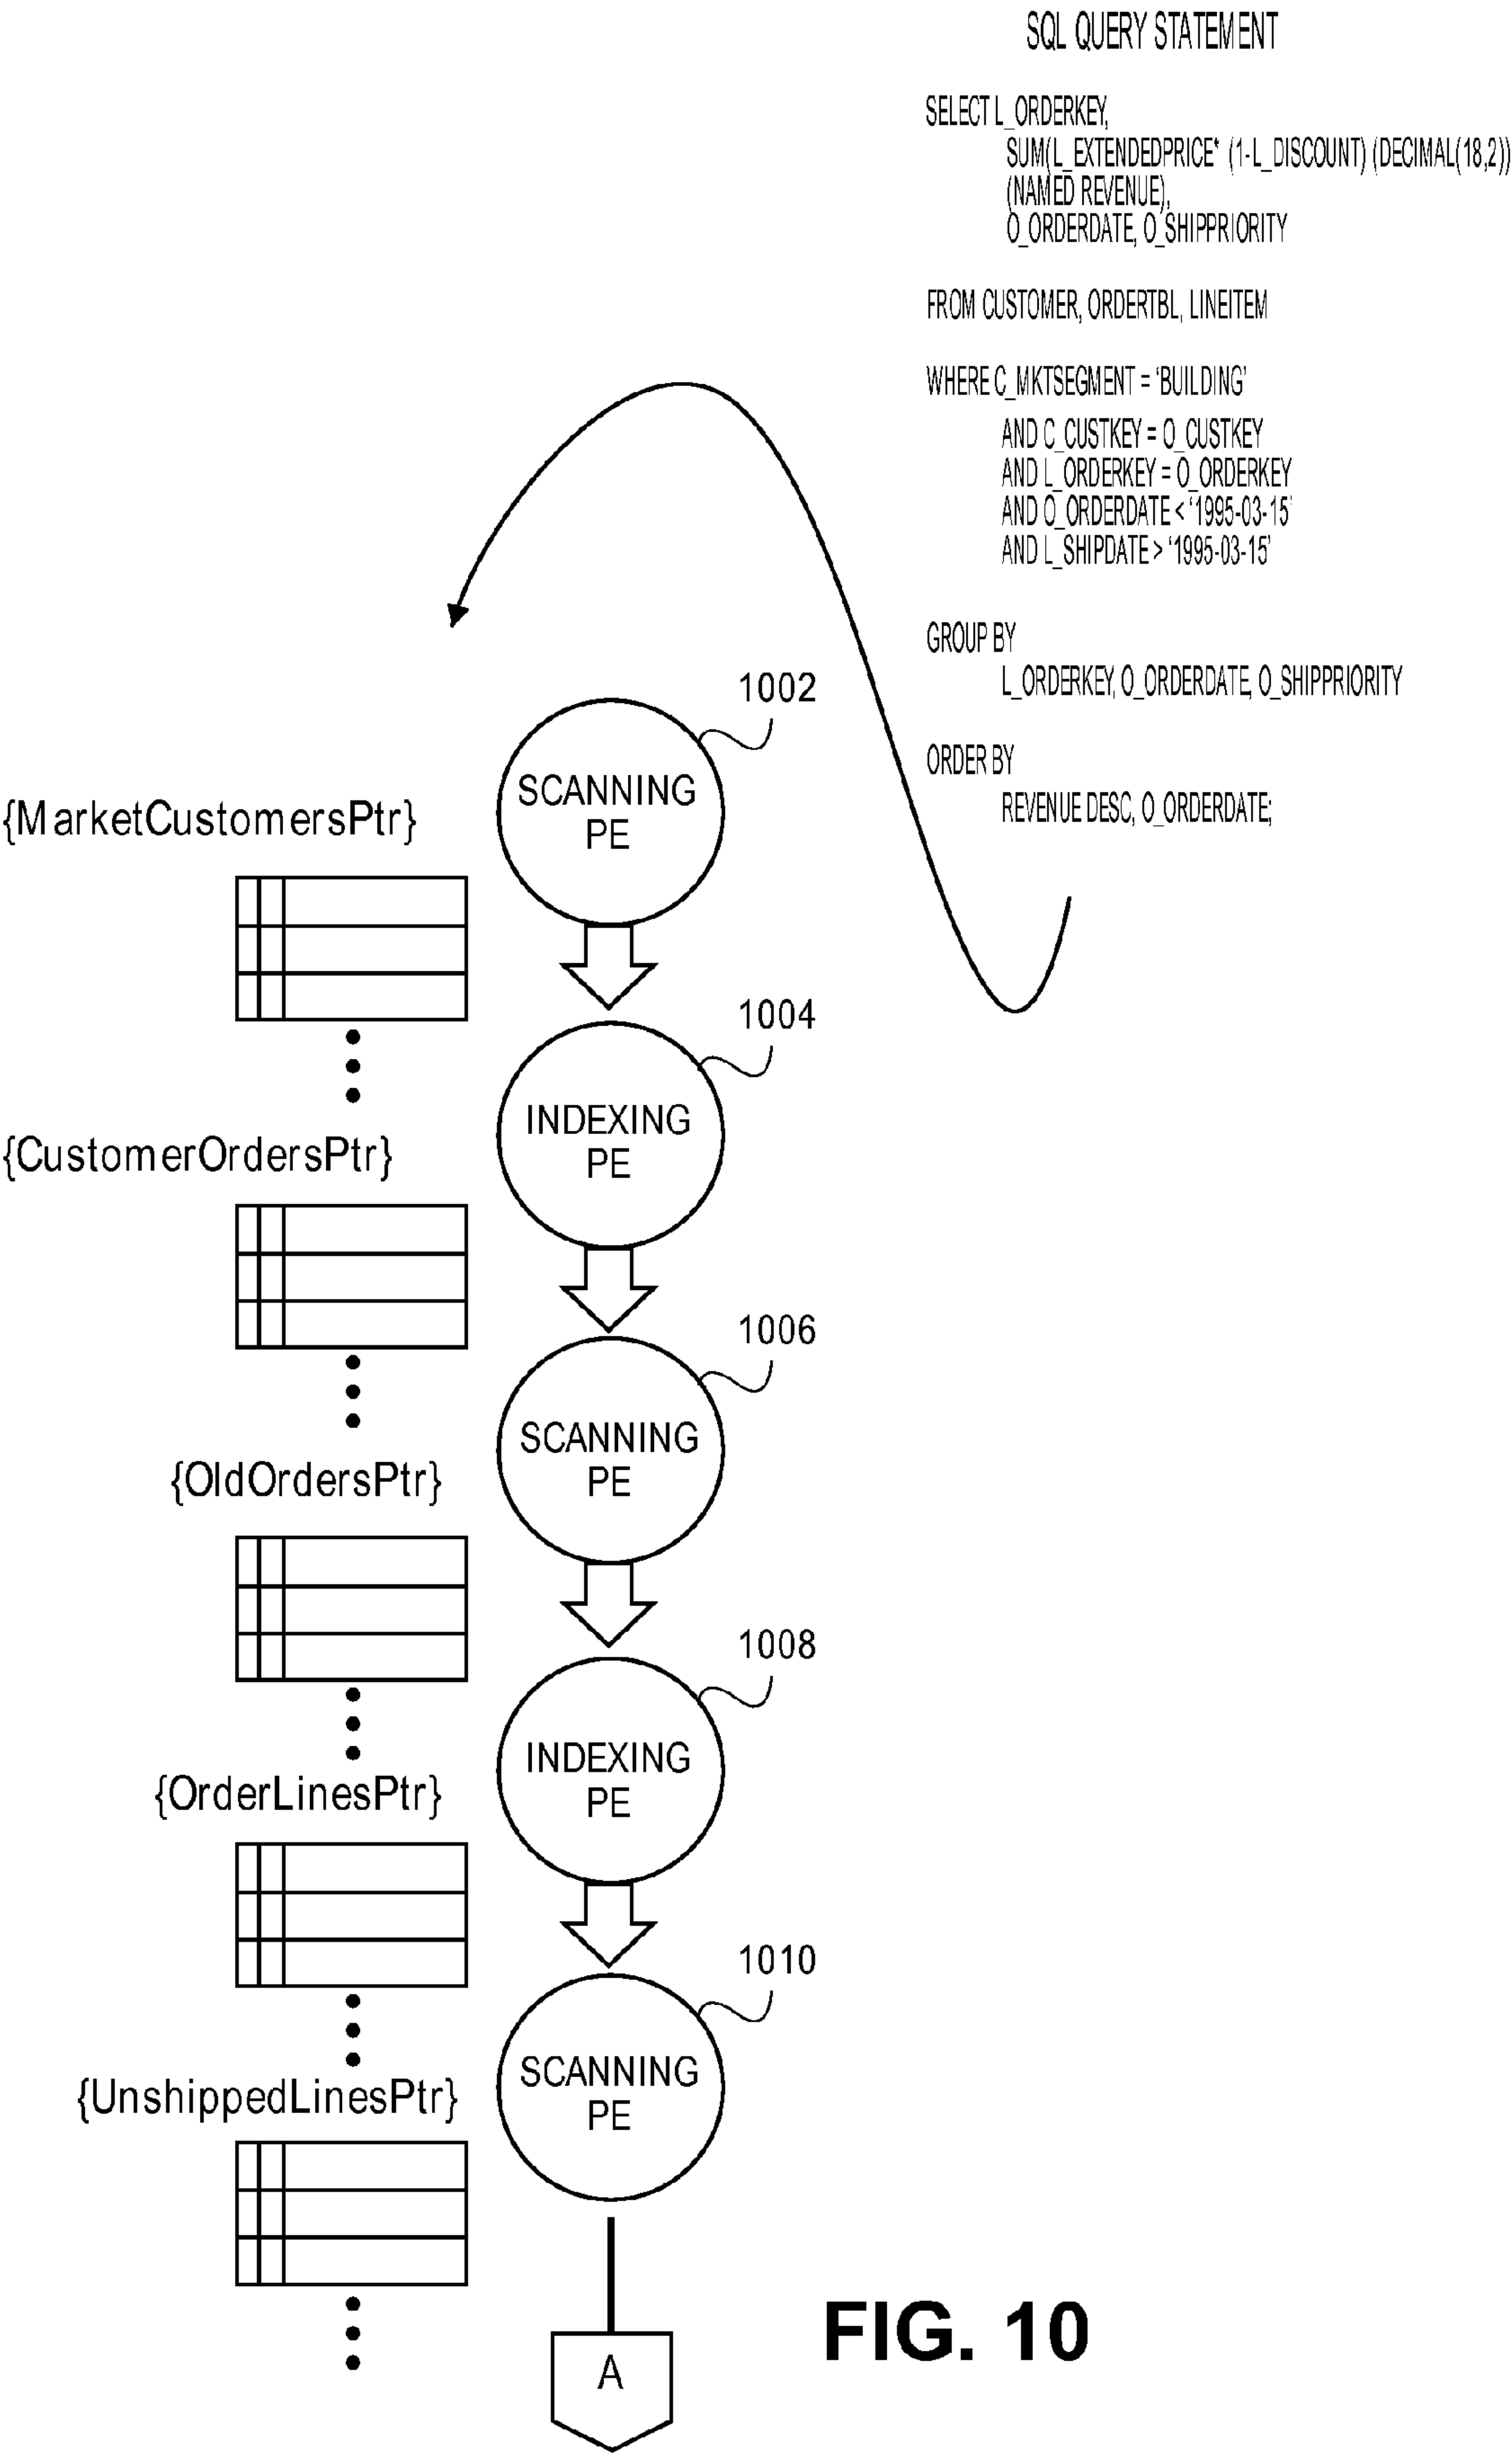 SQL QUERY STATEMENT
SELECT L_ORDERKEY,
SUM(L_EXTENDEDPRICE* (1-L_DISCOUNT) (DECIMAL(18,2))
(NAMED REVENUE),
O_ORDERDATE, O_SHIPPRIORITY
FROM CUSTOMER, ORDERTBL, LINEITEM
WHERE C_MKTSEGMENT = ‘BUILDING’
AND C_CUSTKEY = O_CUSTKEY
AND L_ORDERKEY = O_ORDERKEY
AND O_ORDERDATE < ‘1995-03-15’
AND L_SHIPDATE > ‘1995-03-15’
GROUP BY
L_ORDERKEY, O_ORDERDATE, O_SHIPPRIORITY
ORDER BY
REVENUE DESC, O_ORDERDATE;
1002
SCANNING
PE
{MarketCustomersPtr}
1004
INDEXING
PE
{CustomerOrdersPtr}
1006
SCANNING
PE
{OldOrdersPtr}
1008
INDEXING
PE
{OrderLinesPtr}
1010
SCANNING
PE
{UnshippedLinesPtr}
A
FIG. 10